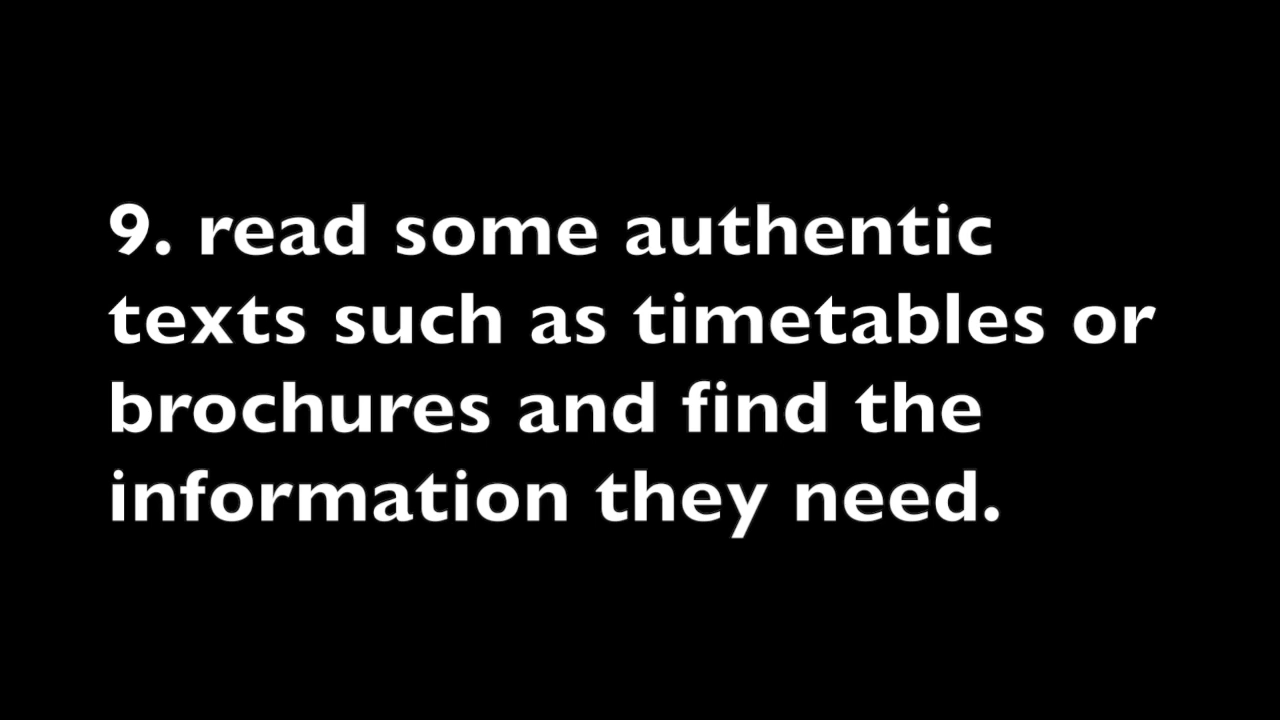 9. read some authentic
texts such as timetables or
brochures and find the
information they need.